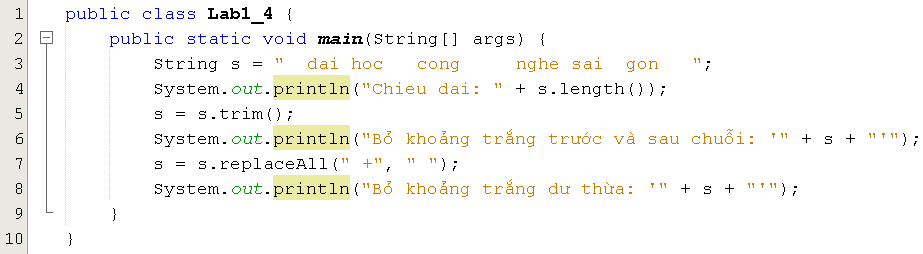 1 public class Lab1_4 {
2     public static void main(String[] args) {
3         String s = "  dai hoc   cong     nghe sai  gon   ";
4         System.out.println("Chieu dai: " + s.length());
5         s = s.trim();
6         System.out.println("Bỏ khoảng trắng trước và sau chuỗi: '" + s + "'");
7         s = s.replaceAll(" +", " ");
8         System.out.println("Bỏ khoảng trắng dư thừa: '" + s + "'");
9     }
10 }